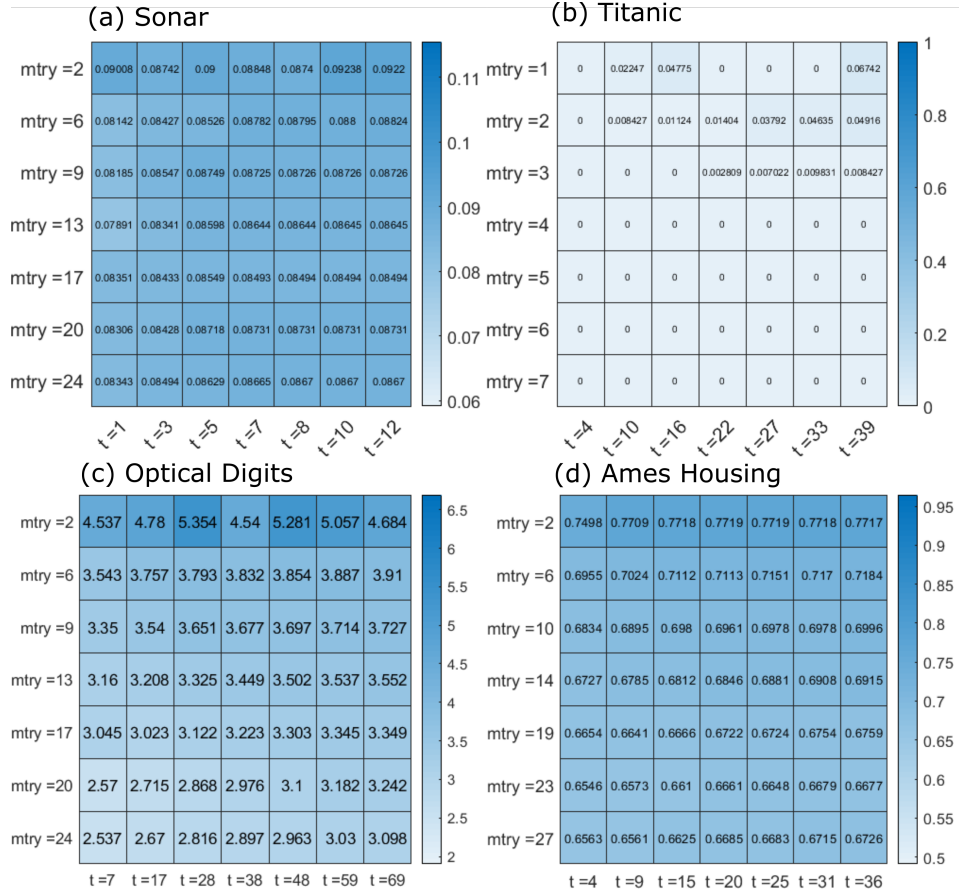 (a) Sonar
mtry =2 0.09008 0.08742 0.09 0.08848 0.0874 0.09238 0.0922
mtry =6 0.08142 0.08427 0.08526 0.08782 0.08795 0.088 0.08824
mtry =9 0.08185 0.08547 0.08749 0.08725 0.08726 0.08726 0.08726
mtry =13 0.07891 0.08341 0.08598 0.08644 0.08644 0.08645 0.08645
mtry =17 0.08351 0.08433 0.08549 0.08493 0.08494 0.08494 0.08494
mtry =20 0.08306 0.08428 0.08718 0.08731 0.08731 0.08731 0.08731
mtry =24 0.08343 0.08494 0.08629 0.08665 0.0867 0.0867 0.0867
t =1 t =3 t =5 t =7 t =8 t =10 t =12
0.11
0.1
0.09
0.08
0.07
0.06
(b) Titanic
mtry =1 0 0.02247 0.04775 0 0 0 0.06742
mtry =2 0 0.008427 0.01124 0.01404 0.03792 0.04635 0.04916
mtry =3 0 0 0 0.002809 0.007022 0.009831 0.008427
mtry =4 0 0 0 0 0 0 0
mtry =5 0 0 0 0 0 0 0
mtry =6 0 0 0 0 0 0 0
mtry =7 0 0 0 0 0 0 0
t =4 t =10 t =16 t =22 t =27 t =33 t =39
1
0.8
0.6
0.4
0.2
0
(c) Optical Digits
mtry =2 4.537 4.78 5.354 4.54 5.281 5.057 4.684
mtry =6 3.543 3.757 3.793 3.832 3.854 3.887 3.91
mtry =9 3.35 3.54 3.651 3.677 3.697 3.714 3.727
mtry =13 3.16 3.208 3.325 3.449 3.502 3.537 3.552
mtry =17 3.045 3.023 3.122 3.223 3.303 3.345 3.349
mtry =20 2.57 2.715 2.868 2.976 3.1 3.182 3.242
mtry =24 2.537 2.67 2.816 2.897 2.963 3.03 3.098
t =7 t =17 t =28 t =38 t =48 t =59 t =69
6.5
6
5.5
5
4.5
4
3.5
3
2.5
2
(d) Ames Housing
mtry =2 0.7498 0.7709 0.7718 0.7719 0.7719 0.7718 0.7717
mtry =6 0.6955 0.7024 0.7112 0.7113 0.7151 0.717 0.7184
mtry =10 0.6834 0.6895 0.698 0.6961 0.6978 0.6978 0.6996
mtry =14 0.6727 0.6785 0.6812 0.6846 0.6881 0.6908 0.6915
mtry =19 0.6654 0.6641 0.6666 0.6722 0.6724 0.6754 0.6759
mtry =23 0.6546 0.6573 0.661 0.6661 0.6648 0.6679 0.6677
mtry =27 0.6563 0.6561 0.6625 0.6685 0.6683 0.6715 0.6726
t =4 t =9 t =15 t =20 t =25 t =31 t =36
0.95
0.9
0.85
0.8
0.75
0.7
0.65
0.6
0.55
0.5